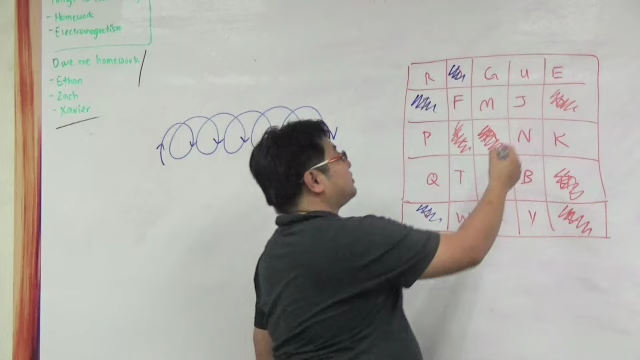 - Homework
- Electromagnetism
Owe me homework
- Ethan
- Zach
- Xavier
R G U E
F M J
P N K
Q T B
W Y